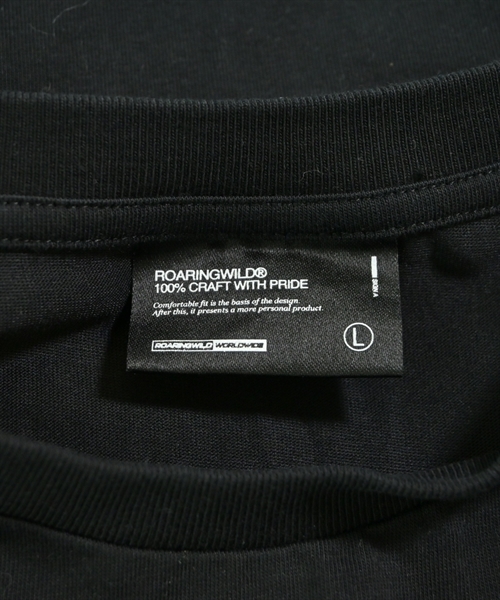 ROARINGWILD®
100% CRAFT WITH PRIDE
Comfortable fit is the basis of the design.
After this, it presents a more personal product.
ROARINGWILD WORLDWIDE
L